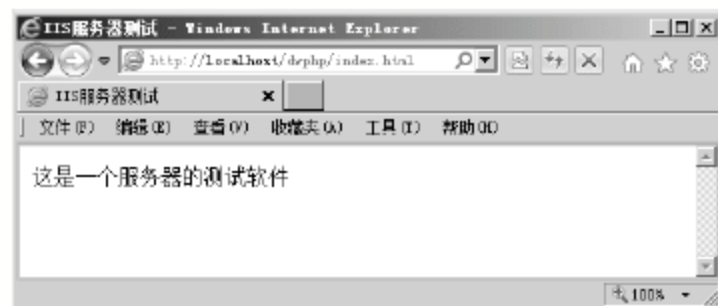 IIS服务器测试 - Windows Internet Explorer
http://localhost/dwphp/index.html
IIS服务器测试
文件(F) 编辑(E) 查看(V) 收藏夹(A) 工具(T) 帮助(H)
这是一个服务器的测试软件
100%